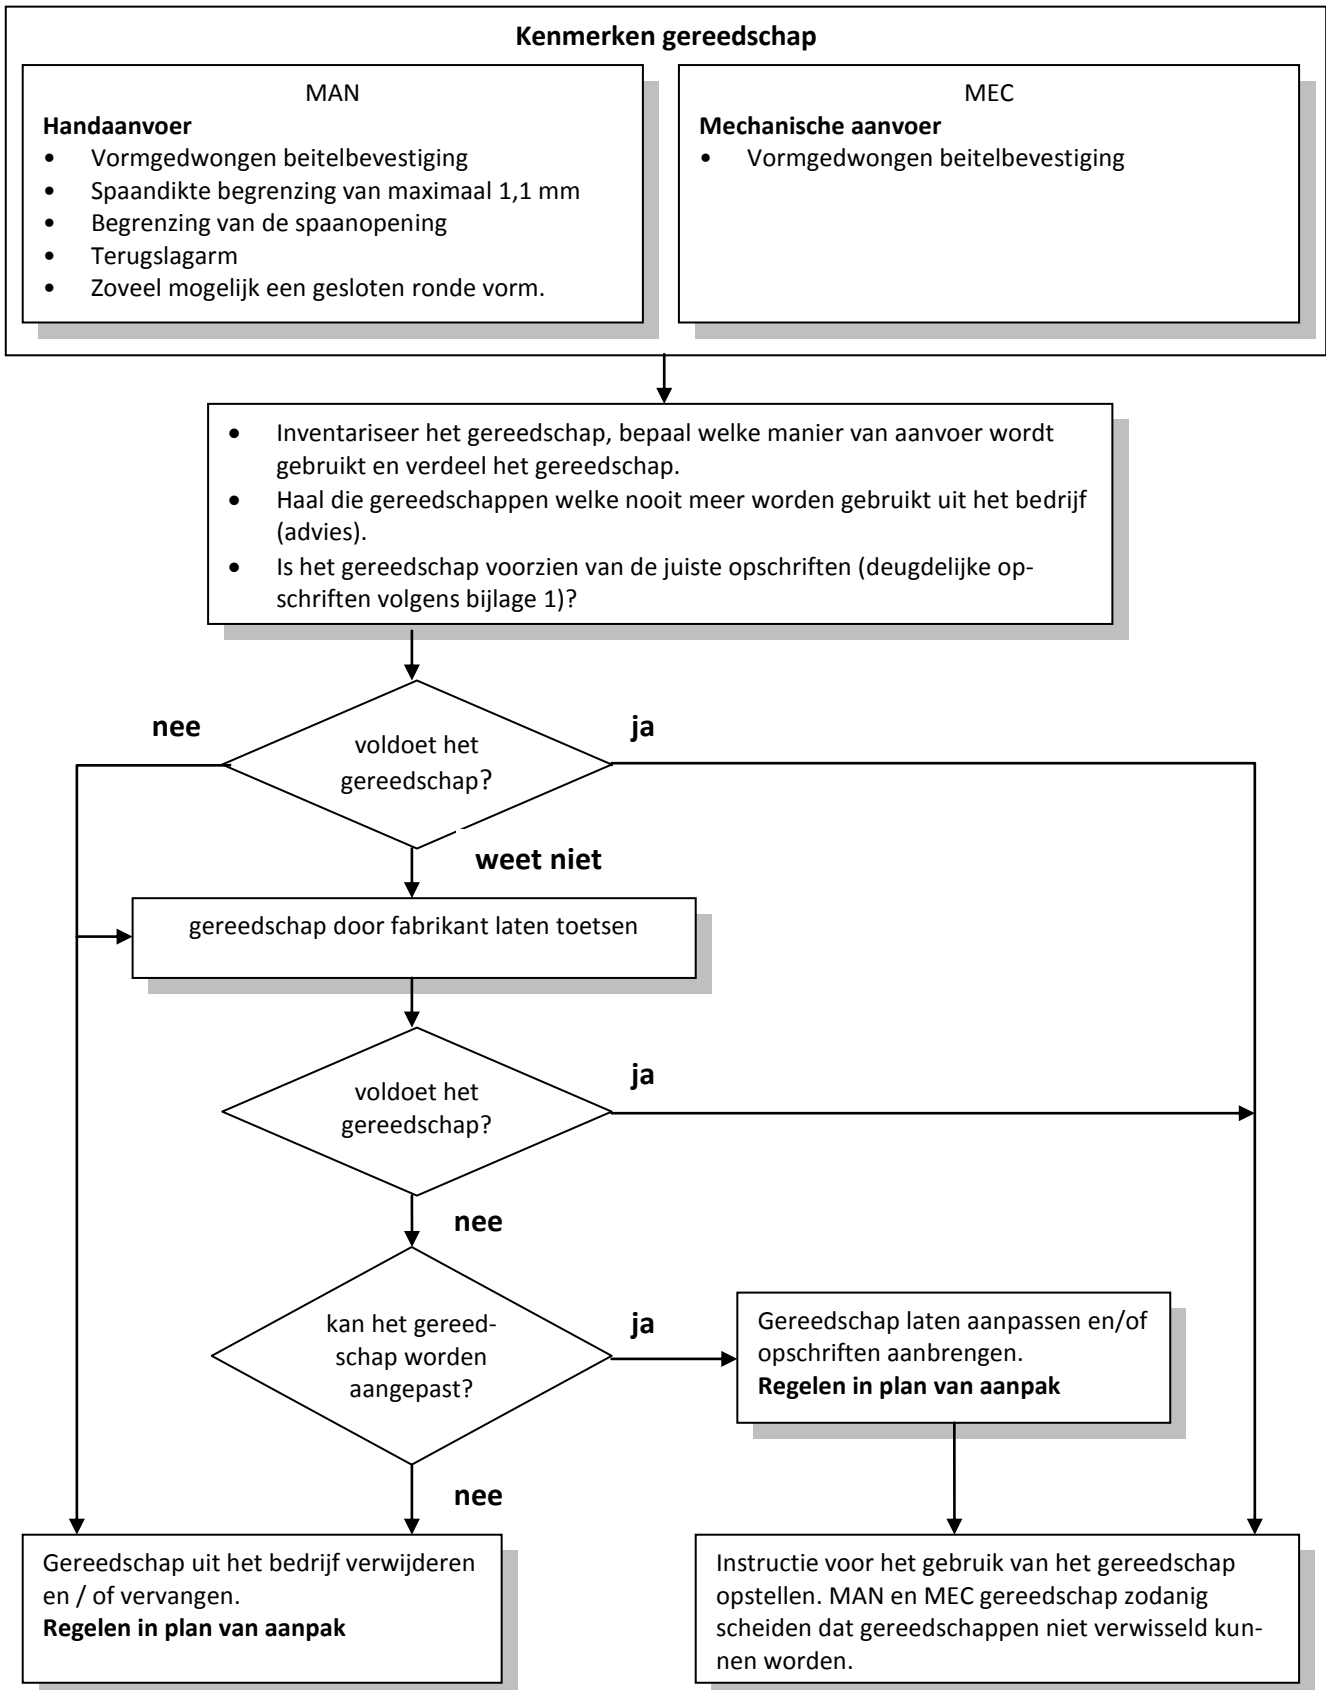 Kenmerken gereedschap
MAN
Handaanvoer
• Vormgedwongen beitelbevestiging
• Spaandikte begrenzing van maximaal 1,1 mm
• Begrenzing van de spaanopening
• Terugslagarm
• Zoveel mogelijk een gesloten ronde vorm.
MEC
Mechanische aanvoer
• Vormgedwongen beitelbevestiging
• Inventariseer het gereedschap, bepaal welke manier van aanvoer wordt
gebruikt en verdeel het gereedschap.
• Haal die gereedschappen welke nooit meer worden gebruikt uit het bedrijf
(advies).
• Is het gereedschap voorzien van de juiste opschriften (deugdelijke op-
schriften volgens bijlage 1)?
nee
ja
voldoet het
gereedschap?
weet niet
gereedschap door fabrikant laten toetsen
voldoet het
gereedschap?
ja
nee
kan het gereed-
schap worden
aangepast?
ja
Gereedschap laten aanpassen en/of
opschriften aanbrengen.
Regelen in plan van aanpak
nee
Gereedschap uit het bedrijf verwijderen
en / of vervangen.
Regelen in plan van aanpak
Instructie voor het gebruik van het gereedschap
opstellen. MAN en MEC gereedschap zodanig
scheiden dat gereedschappen niet verwisseld kun-
nen worden.